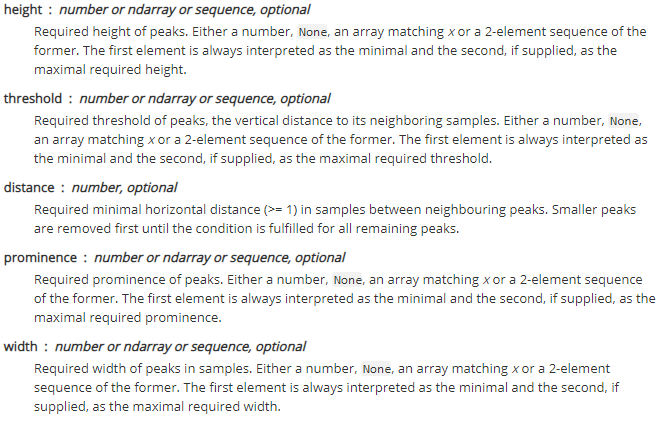 height : number or ndarray or sequence, optional
Required height of peaks. Either a number, None, an array matching x or a 2-element sequence of the
former. The first element is always interpreted as the minimal and the second, if supplied, as the
maximal required height.
threshold : number or ndarray or sequence, optional
Required threshold of peaks, the vertical distance to its neighboring samples. Either a number, None,
an array matching x or a 2-element sequence of the former. The first element is always interpreted as
the minimal and the second, if supplied, as the maximal required threshold.
distance : number, optional
Required minimal horizontal distance (>= 1) in samples between neighbouring peaks. Smaller peaks
are removed first until the condition is fulfilled for all remaining peaks.
prominence : number or ndarray or sequence, optional
Required prominence of peaks. Either a number, None, an array matching x or a 2-element sequence
of the former. The first element is always interpreted as the minimal and the second, if supplied, as the
maximal required prominence.
width : number or ndarray or sequence, optional
Required width of peaks in samples. Either a number, None, an array matching x or a 2-element
sequence of the former. The first element is always interpreted as the minimal and the second, if
supplied, as the maximal required width.